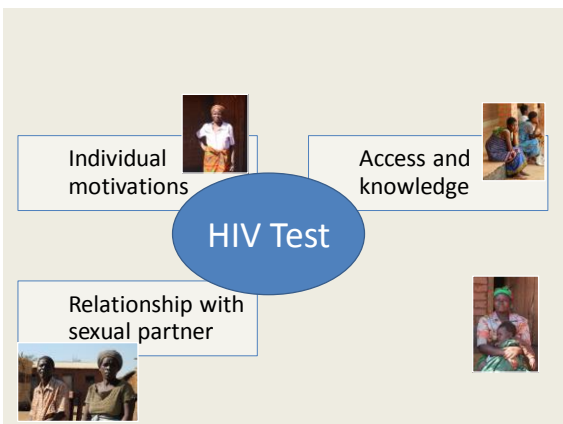 Individual
motivations
Access and
knowledge
HIV Test
Relationship with
sexual partner